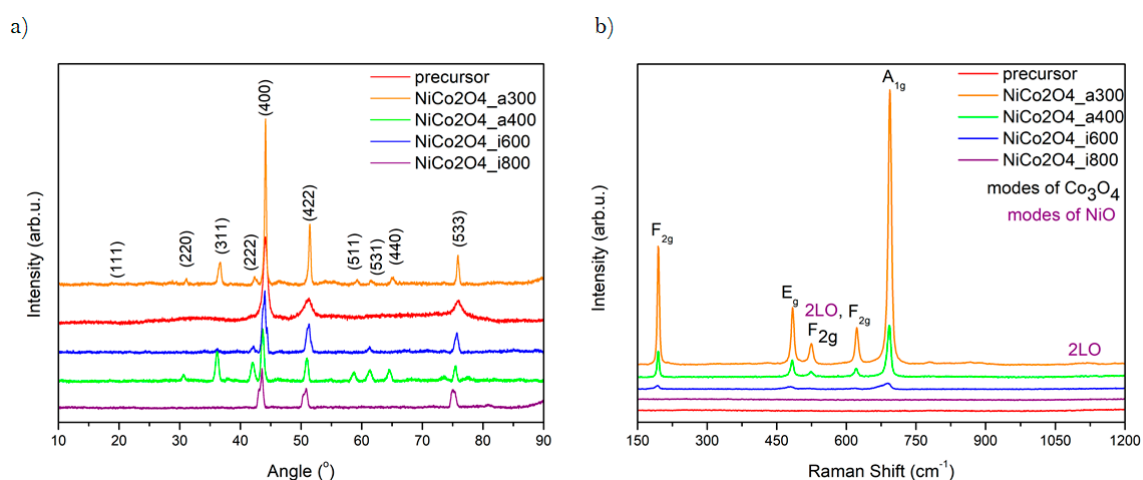 a)
precursor
NiCo2O4_a300
NiCo2O4_a400
NiCo2O4_i600
NiCo2O4_i800
(111)
(220)
(311)
(222)
(400)
(422)
(511)
(531)
(440)
(533)
Intensity (arb.u.)
10 20 30 40 50 60 70 80 90
Angle (°)
b)
precursor
NiCo2O4_a300
NiCo2O4_a400
NiCo2O4_i600
NiCo2O4_i800
modes of Co₃O₄
modes of NiO
F2g
Eg
2LO,
F2g
F2g
A1g
2LO
Intensity (arb.u.)
150 300 450 600 750 900 1050 1200
Raman Shift (cm⁻¹)